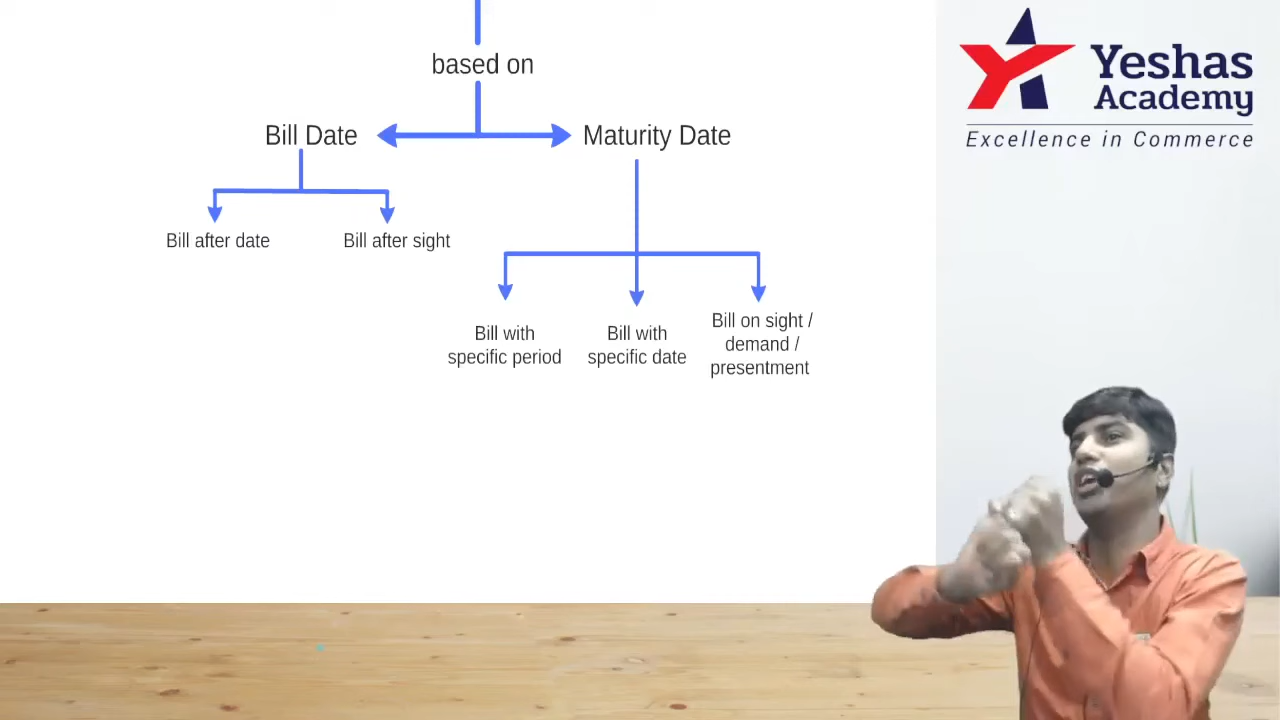 Yeshas
Academy
Excellence in Commerce
based on
Bill Date
Maturity Date
Bill after date
Bill after sight
Bill with
specific period
Bill with
specific date
Bill on sight /
demand /
presentment